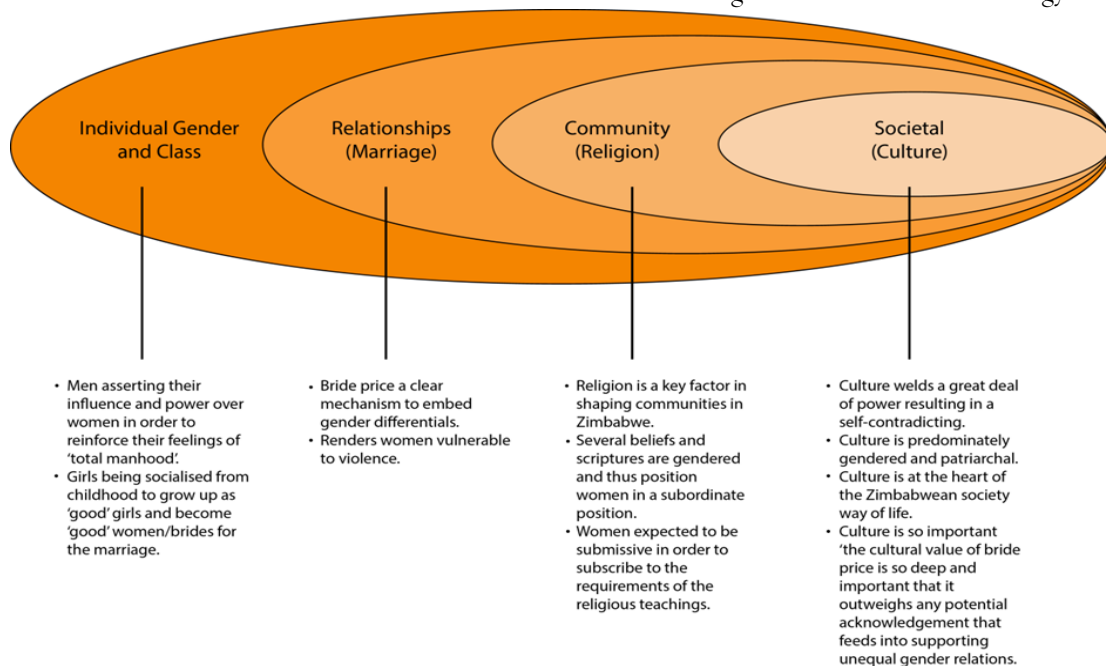 Individual Gender
and Class
Relationships
(Marriage)
Community
(Religion)
Societal
(Culture)
• Men asserting their
influence and power over
women in order to
reinforce their feelings of
‘total manhood’.
• Girls being socialised from
childhood to grow up as
‘good’ girls and become
‘good’ women/brides for
the marriage.
• Bride price a clear
mechanism to embed
gender differentials.
• Renders women vulnerable
to violence.
• Religion is a key factor in
shaping communities in
Zimbabwe.
• Several beliefs and
scriptures are gendered
and thus position
women in a subordinate
position.
• Women expected to be
submissive in order to
subscribe to the
requirements of the
religious teachings.
• Culture welds a great deal
of power resulting in a
self-contradicting.
• Culture is predominately
gendered and patriarchal.
• Culture is at the heart of
the Zimbabwean society
way of life.
• Culture is so important
‘the cultural value of bride
price is so deep and
important that it
outweighs any potential
acknowledgement that
feeds into supporting
unequal gender relations.